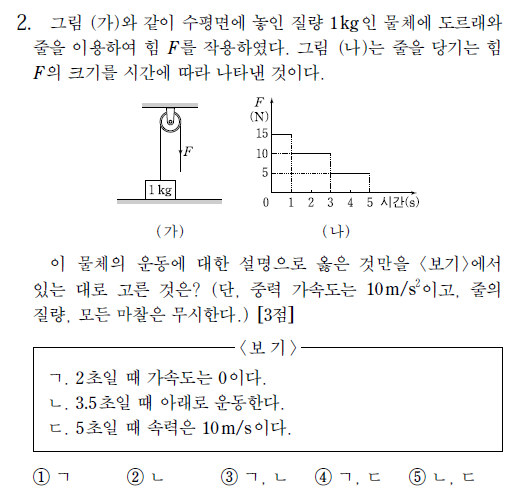 2. 그림 (가)와 같이 수평면에 놓인 질량 1kg인 물체에 도르래와
줄을 이용하여 힘 F를 작용하였다. 그림 (나)는 줄을 당기는 힘
F의 크기를 시간에 따라 나타낸 것이다.
F
1 kg
(가)
F
(N)
15
10
5
0 1 2 3 4 5 시간(s)
(나)
이 물체의 운동에 대한 설명으로 옳은 것만을 <보기>에서
있는 대로 고른 것은? (단, 중력 가속도는 10m/s²이고, 줄의
질량, 모든 마찰은 무시한다.) [3점]
<보기>
ㄱ. 2초일 때 가속도는 0이다.
ㄴ. 3.5초일 때 아래로 운동한다.
ㄷ. 5초일 때 속력은 10m/s이다.
① ㄱ ② ㄴ ③ ㄱ, ㄴ ④ ㄱ, ㄷ ⑤ ㄴ, ㄷ